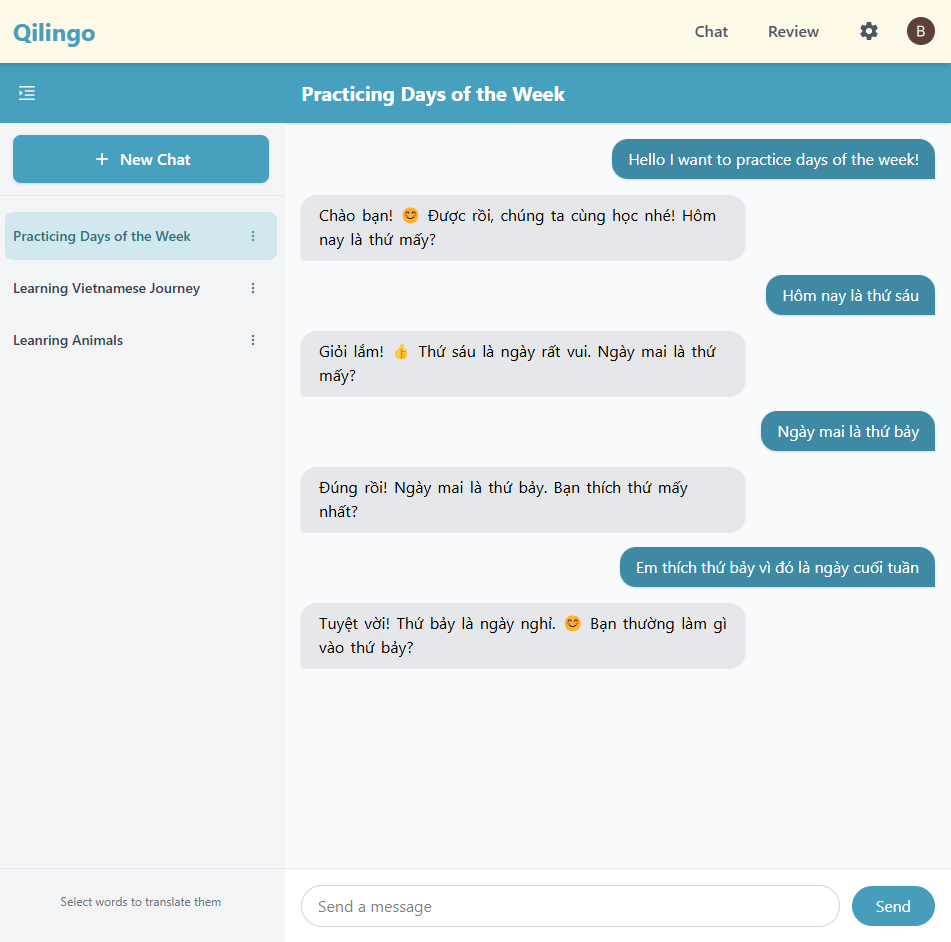 Qilingo
Chat
Review
B
Practicing Days of the Week
+ New Chat
Practicing Days of the Week
Learning Vietnamese Journey
Leanring Animals
Select words to translate them
Hello I want to practice days of the week!
Chào bạn! 😊 Được rồi, chúng ta cùng học nhé! Hôm
nay là thứ mấy?
Hôm nay là thứ sáu
Giỏi lắm! 👍 Thứ sáu là ngày rất vui. Ngày mai là thứ
mấy?
Ngày mai là thứ bảy
Đúng rồi! Ngày mai là thứ bảy. Bạn thích thứ mấy
nhất?
Em thích thứ bảy vì đó là ngày cuối tuần
Tuyệt vời! Thứ bảy là ngày nghỉ. 😊 Bạn thường làm gì
vào thứ bảy?
Send a message
Send